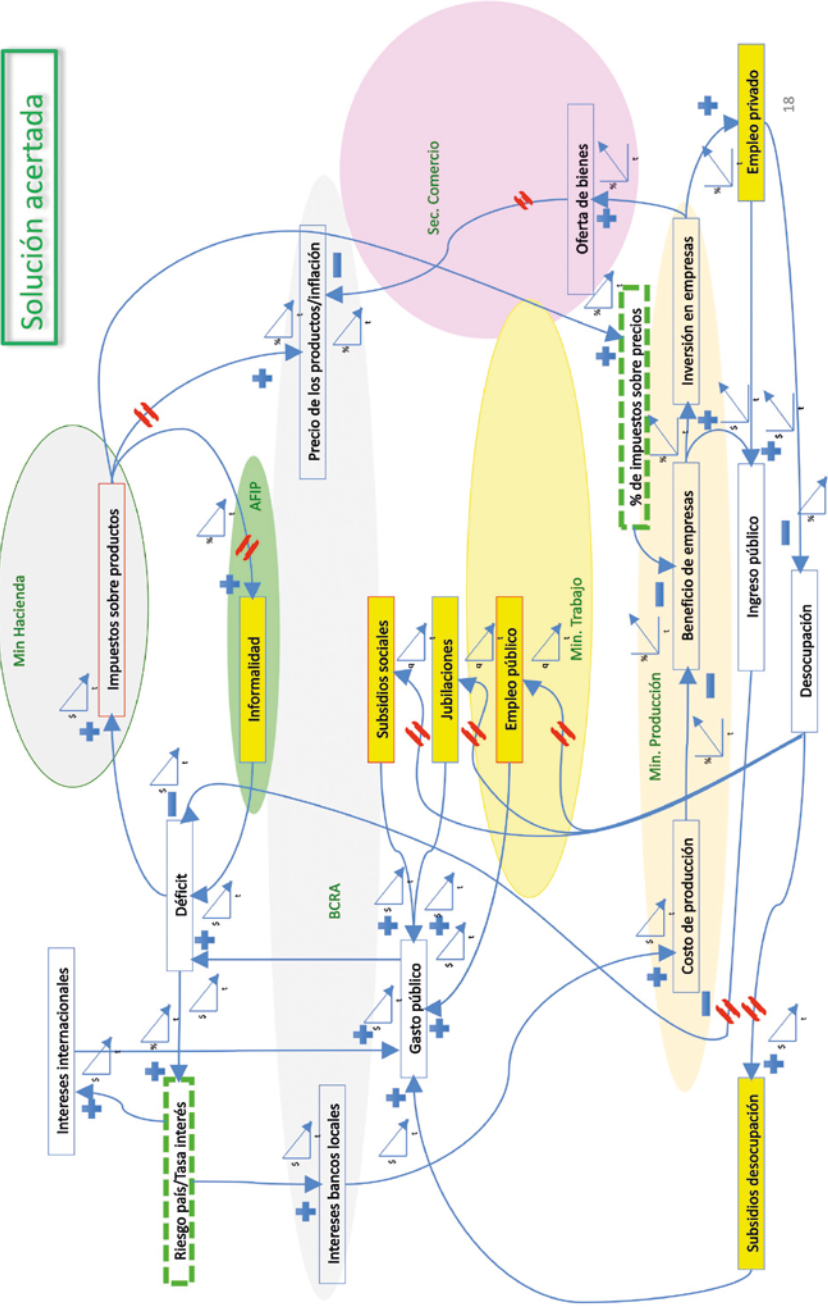 Solución acertada
Min Hacienda
Intereses internacionales
Impuestos sobre productos
Riesgo país/Tasa interés
Déficit
Informalidad
AFIP
Precio de los productos/inflación
Intereses bancos locales
BCRA
Subsidios sociales
Gasto público
Jubilaciones
Sec. Comercio
Empleo público
Min. Trabajo
Oferta de bienes
% de impuestos sobre precios
Min. Producción
Costo de producción
Beneficio de empresas
Inversión en empresas
Subsidios desocupación
Ingreso público
Empleo privado
Desocupación
18